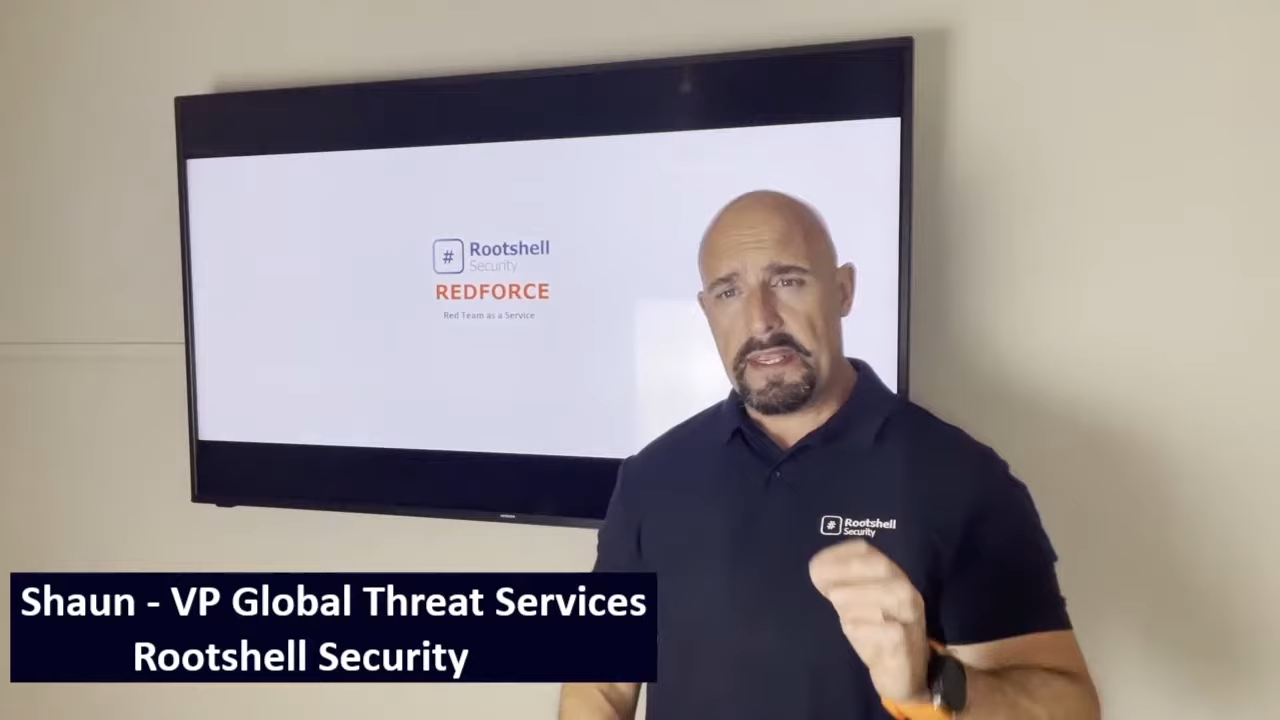 # Rootshell
Security
REDFORCE
Red Team as a Service
# Rootshell
Security
Shaun - VP Global Threat Services
Rootshell Security